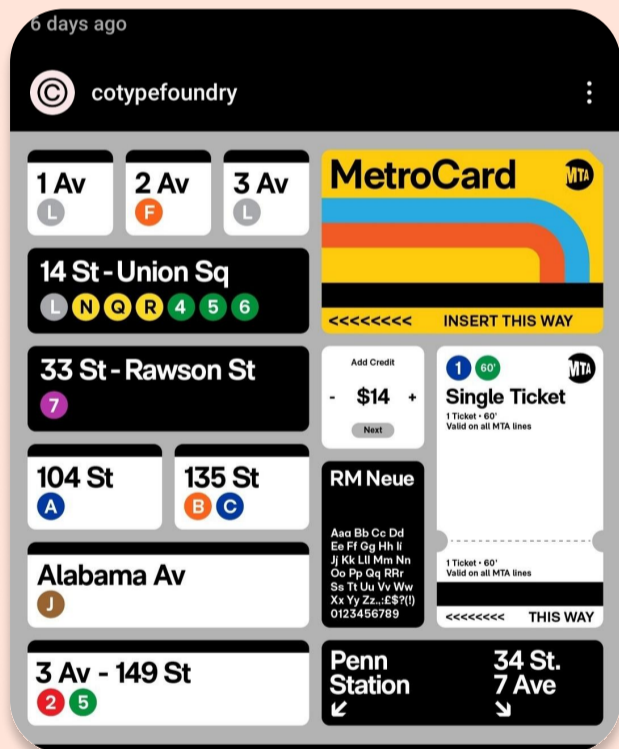 6 days ago
cotypefoundry
1 Av
L
2 Av
F
3 Av
L
14 St - Union Sq
L N Q R 4 5 6
33 St - Rawson St
7
104 St
A
135 St
B C
Alabama Av
J
3 Av - 149 St
2 5
MetroCard
MTA
<<<<<<<< INSERT THIS WAY
Add Credit
- $14 +
Next
RM Neue
Aaa Bb Cc Dd
Ee Ff Gg Hh Ii
Jj Kk Lll Mm Nn
Oo Pp Qq RRr
Ss Tt Uu Vv Ww
Xx Yy Zz.,:£$?(!)
0123456789
1 60' MTA
Single Ticket
1 Ticket • 60'
Valid on all MTA lines
1 Ticket • 60'
Valid on all MTA lines
<<<<<<<< THIS WAY
Penn
Station
↙
34 St.
7 Ave
↘